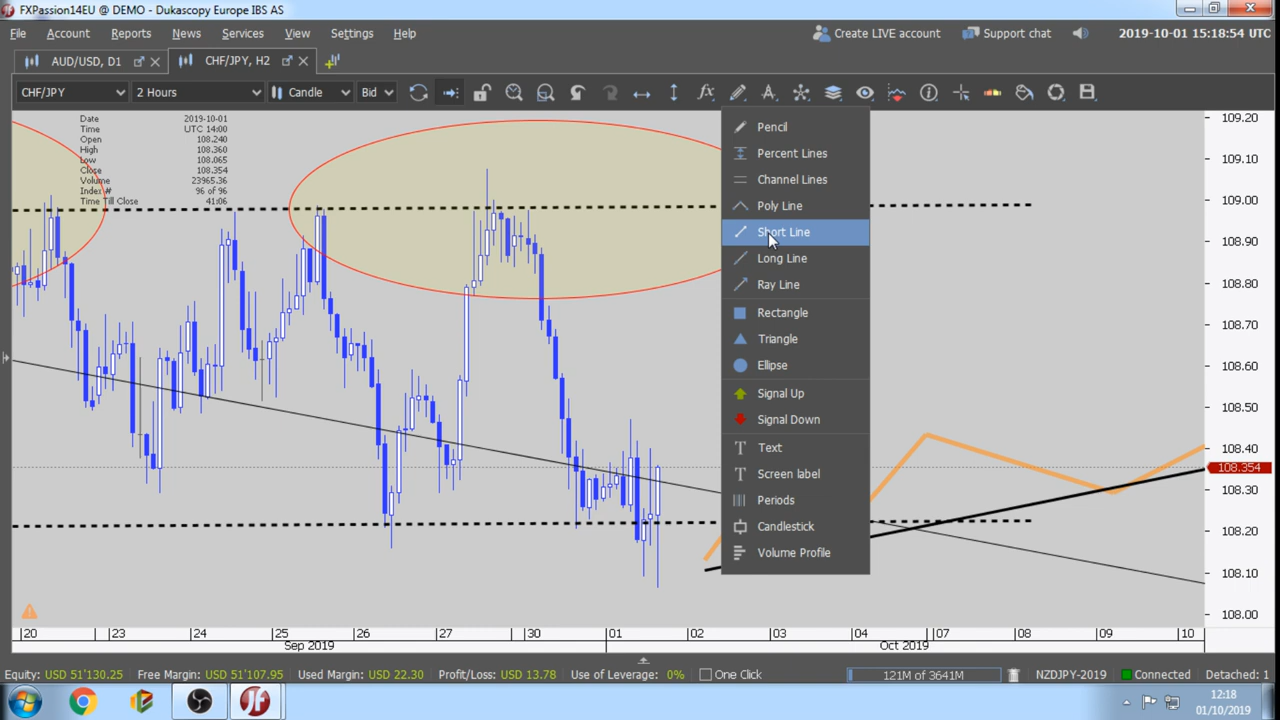 FXPassion14EU @ DEMO - Dukascopy Europe IBS AS
File Account Reports News Services View Settings Help
Create LIVE account Support chat 2019-10-01 15:18:54 UTC
AUD/USD, D1 CHF/JPY, H2
CHF/JPY 2 Hours Candle Bid
Date 2019-10-01
Time UTC 14:00
Open 108.240
High 108.360
Low 108.065
Close 108.354
Volume 23965.36
Index # 96 of 96
Time Till Close 41:06
Pencil
Percent Lines
Channel Lines
Poly Line
Short Line
Long Line
Ray Line
Rectangle
Triangle
Ellipse
Signal Up
Signal Down
Text
Screen label
Periods
Candlestick
Volume Profile
109.20
109.10
109.00
108.90
108.80
108.70
108.60
108.50
108.40
108.354
108.30
108.20
108.10
108.00
20 23 24 25 26 27 30 01 02 03 04 07 08 09 10
Sep 2019 Oct 2019
Equity: USD 51'130.25 Free Margin: USD 51'107.95 Used Margin: USD 22.30 Profit/Loss: USD 13.78 Use of Leverage: 0% One Click 121M of 3641M NZDJPY-2019 Connected Detached: 1
12:18
01/10/2019